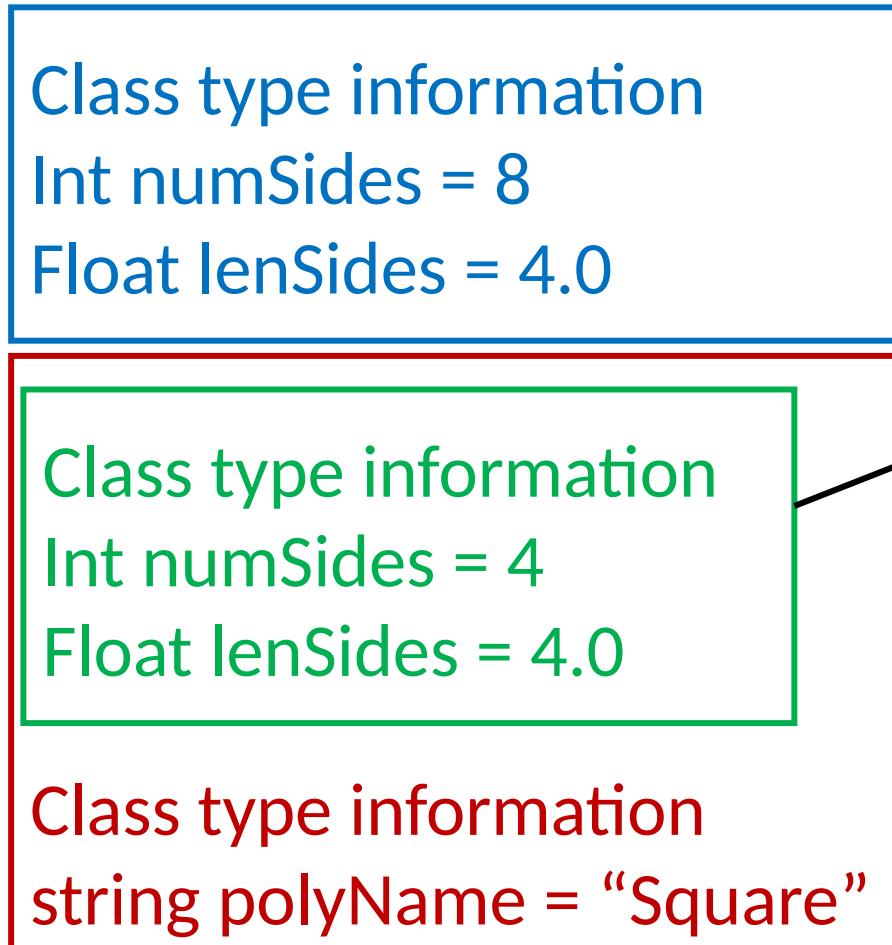 Class type information
Int numSides = 8
Float lenSides = 4.0
Class type information
Int numSides = 4
Float lenSides = 4.0
Class type information
string polyName = “Square”